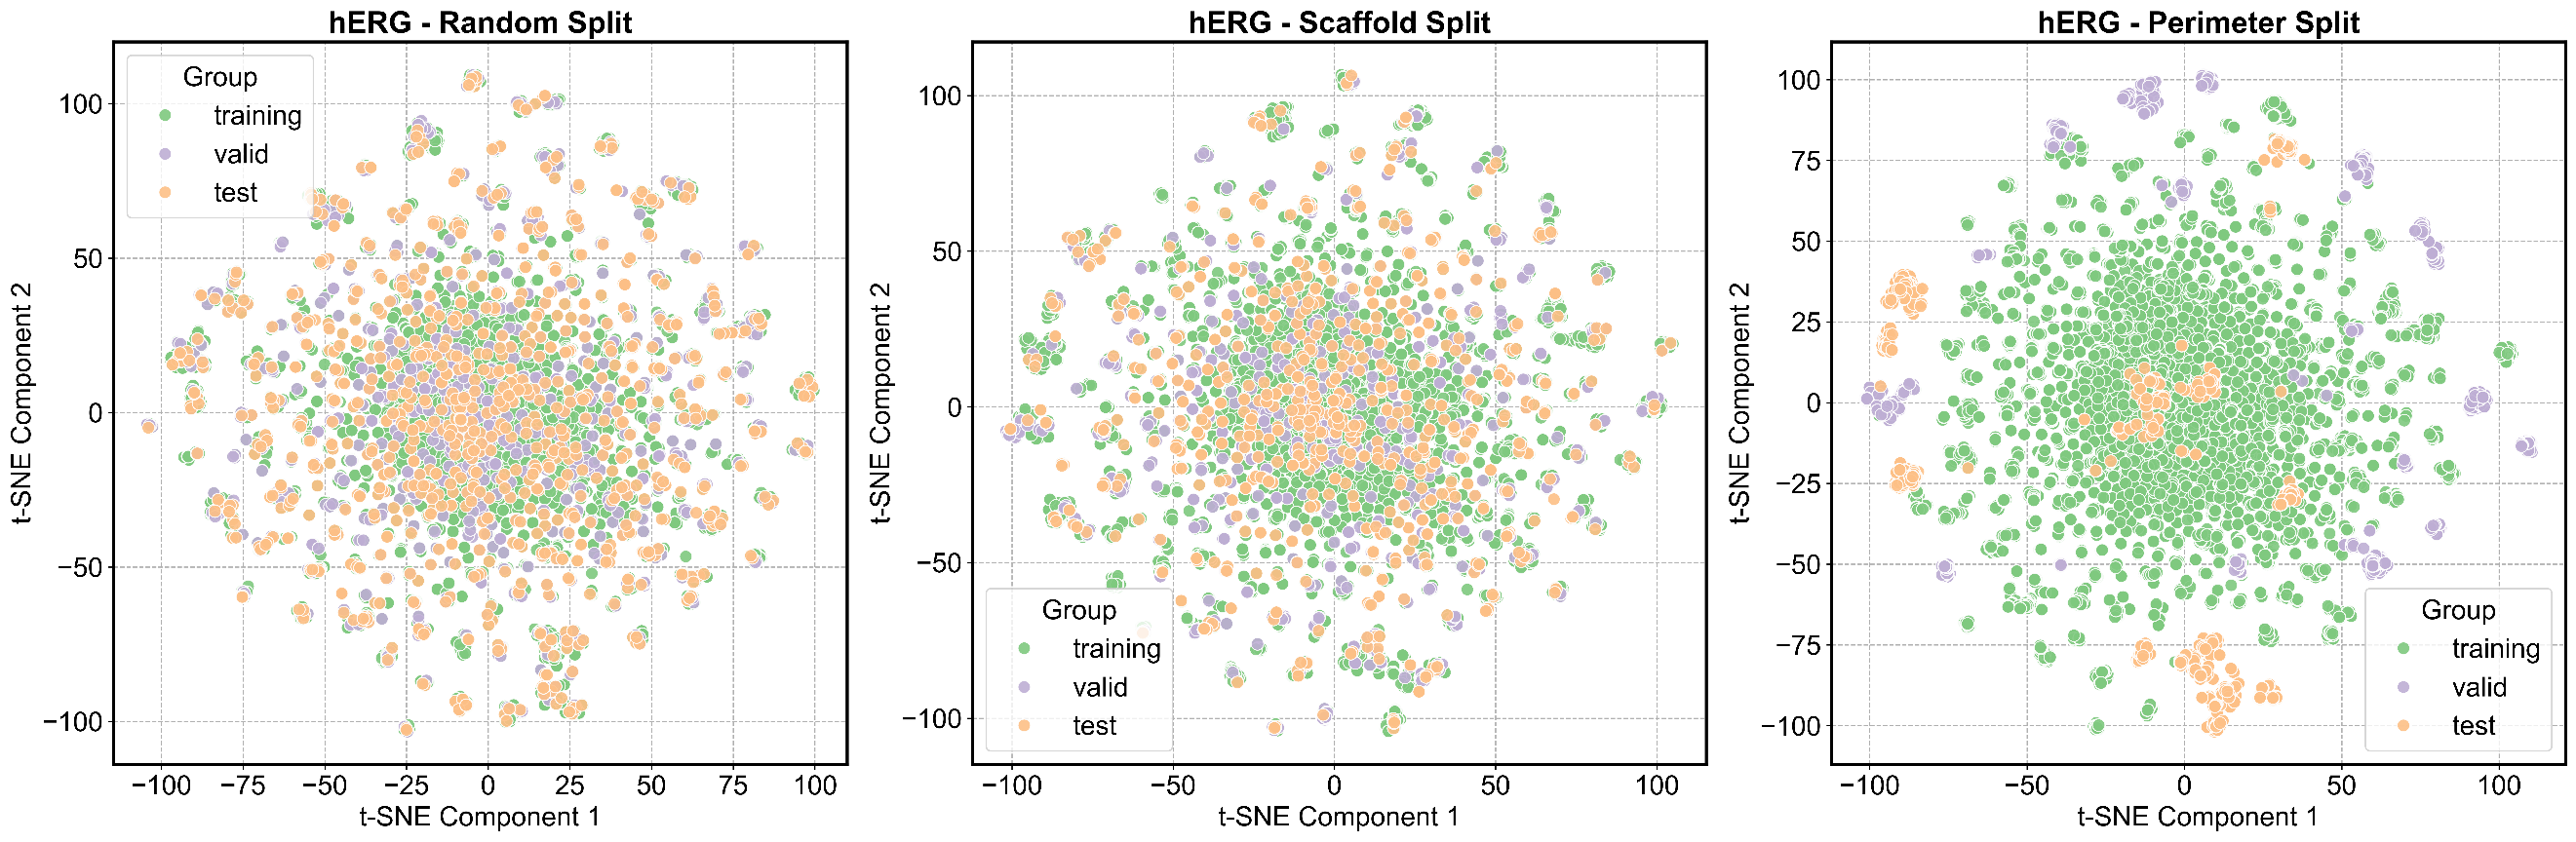 hERG - Random Split
Group
training
valid
test
100
50
0
−50
−100
t-SNE Component 2
−100 −75 −50 −25 0 25 50 75 100
t-SNE Component 1
hERG - Scaffold Split
100
50
0
−50
−100
t-SNE Component 2
Group
training
valid
test
−100 −50 0 50 100
t-SNE Component 1
hERG - Perimeter Split
100
75
50
25
0
−25
−50
−75
−100
t-SNE Component 2
Group
training
valid
test
−100 −50 0 50 100
t-SNE Component 1